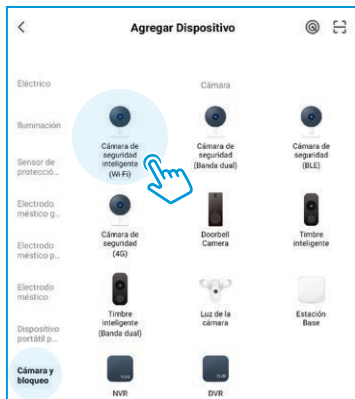 Agregar Dispositivo
Eléctrico
Iluminación
Sensor de
protecció...
Electrodo
méstico g...
Electrodo
méstico p...
Electrodo
méstico
Dispositivo
portátil p...
Cámara y
bloqueo
Cámara
Cámara de
seguridad
inteligente
(Wi-Fi)
Cámara de
seguridad
(Banda dual)
Cámara de
seguridad
(BLE)
Cámara de
seguridad
(4G)
Doorbell
Camera
Timbre
inteligente
Timbre
inteligente
(Banda dual)
Luz de la
cámara
Estación
Base
NVR
NVR
DVR
DVR